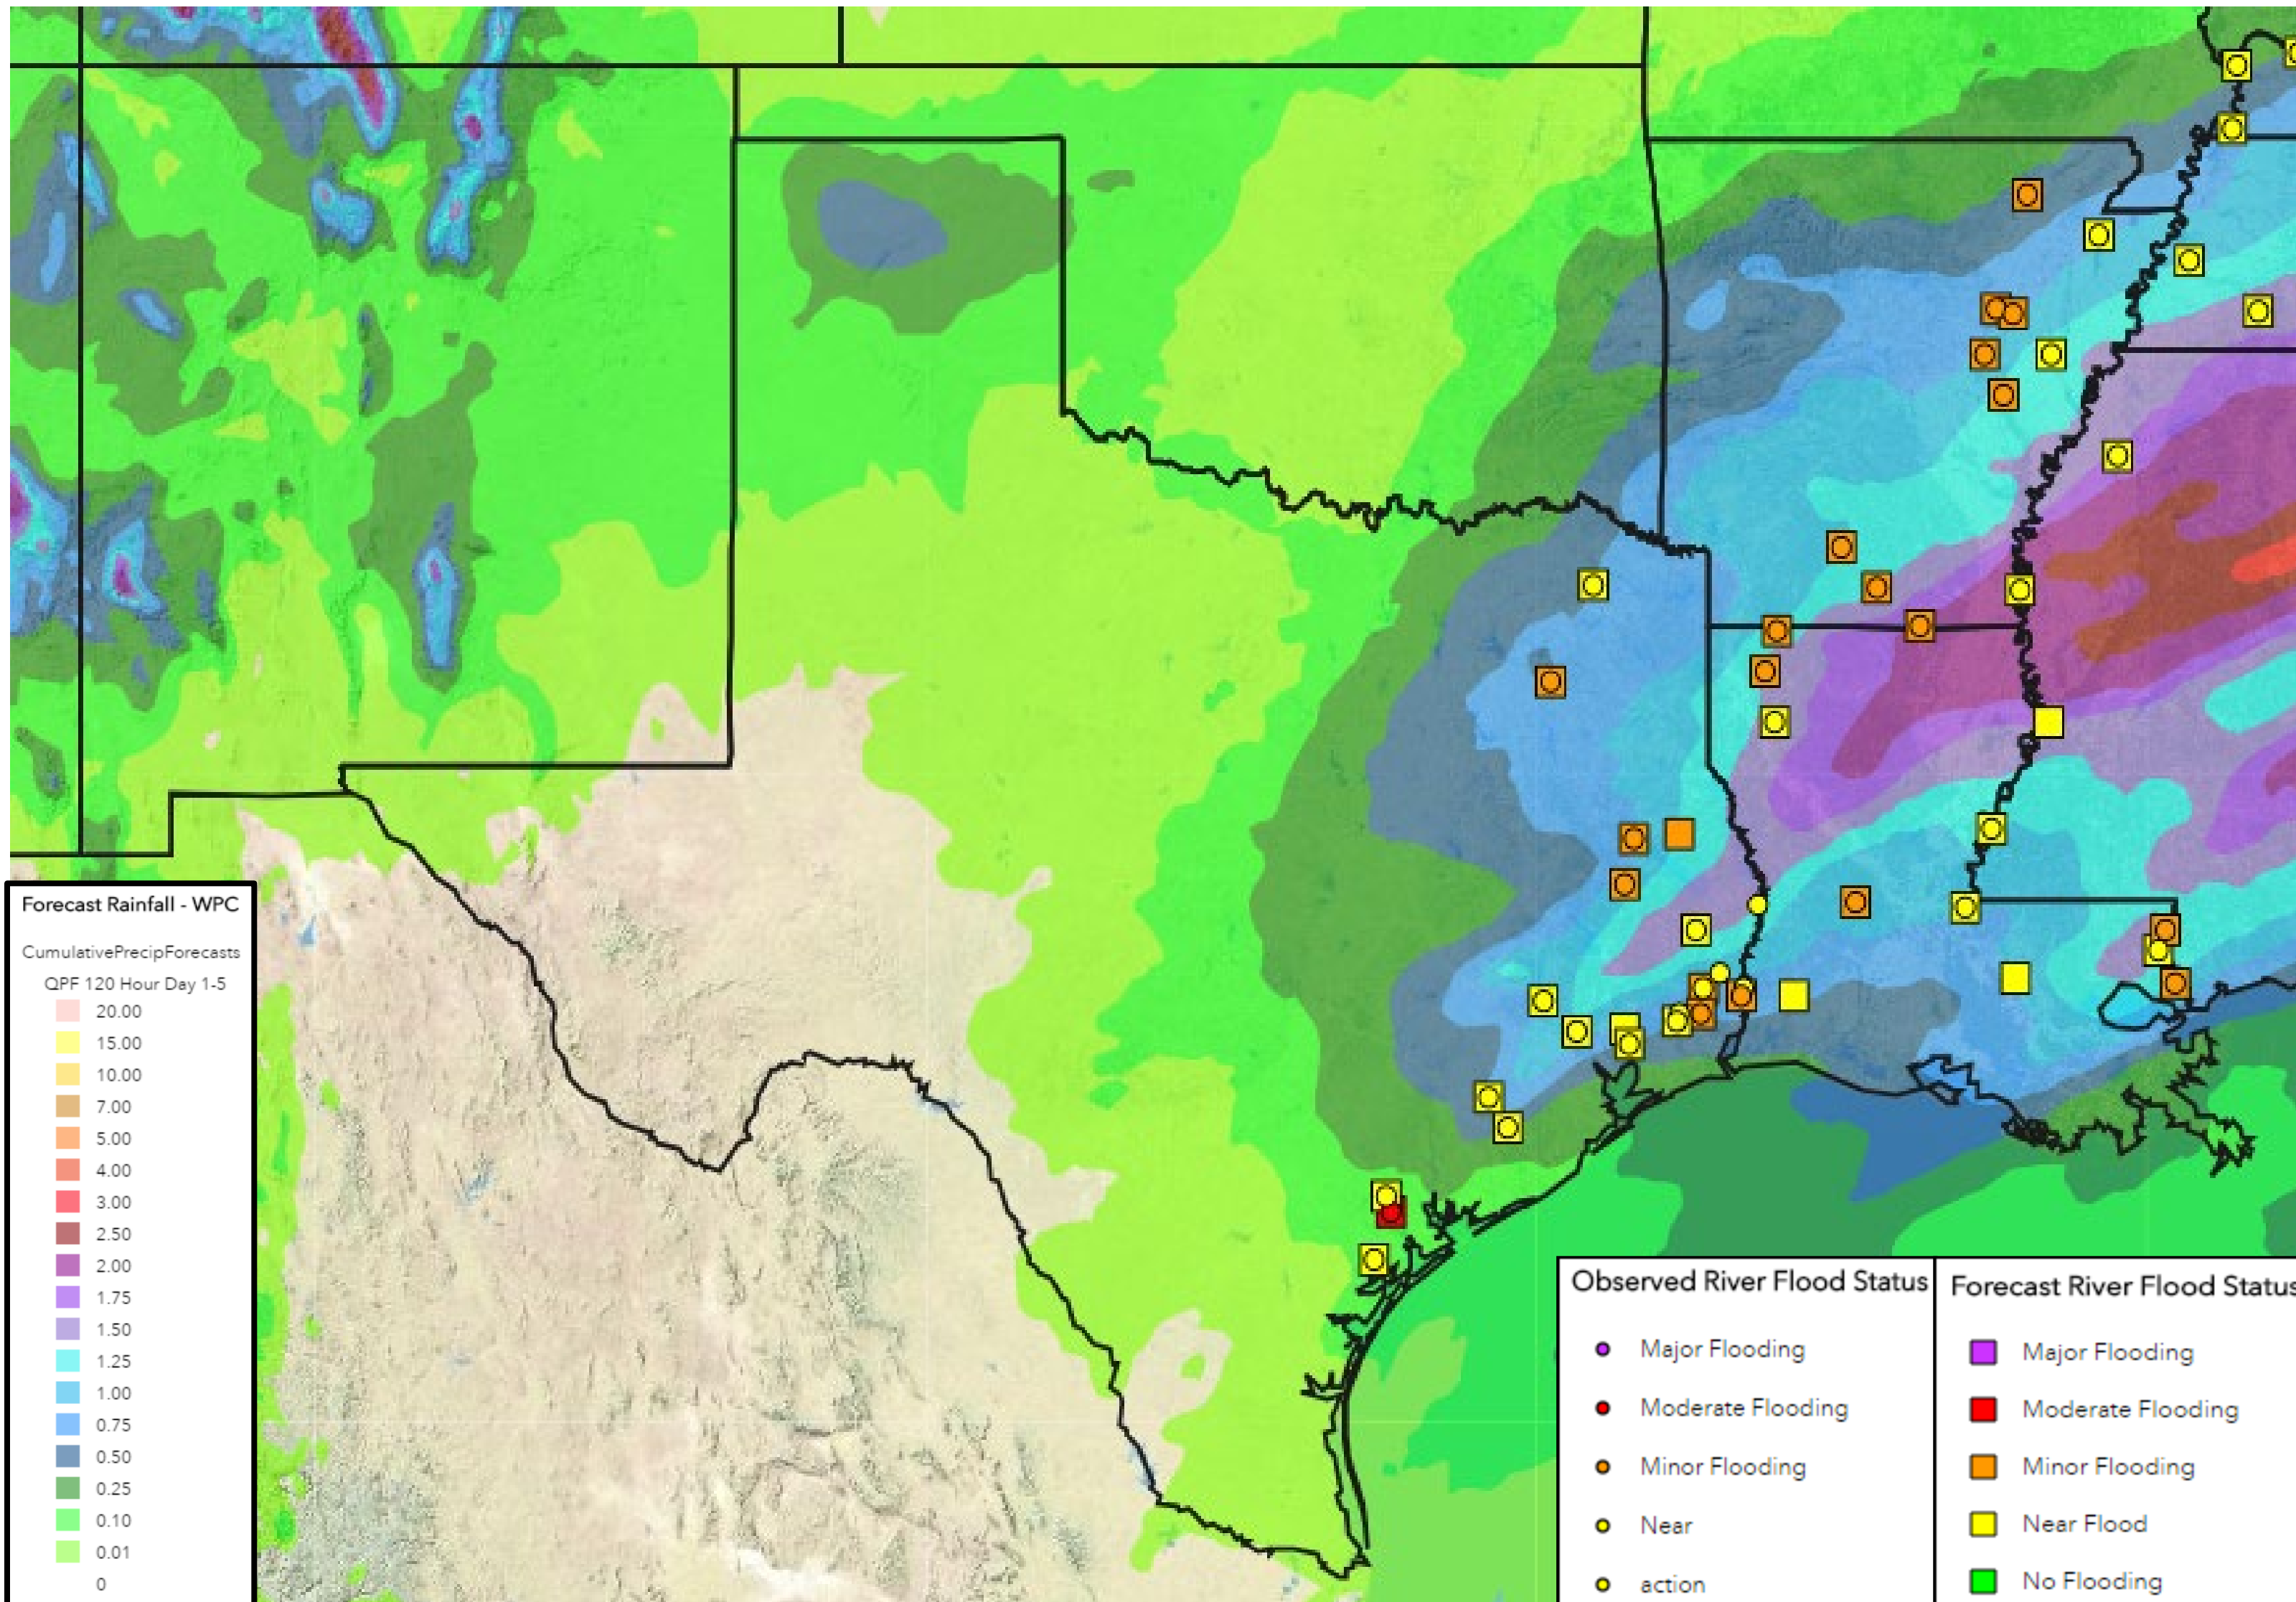 Forecast Rainfall - WPC
CumulativePrecipForecasts
QPF 120 Hour Day 1-5
20.00
15.00
10.00
7.00
5.00
4.00
3.00
2.50
2.00
1.75
1.50
1.25
1.00
0.75
0.50
0.25
0.10
0.01
0
Observed River Flood Status
Major Flooding
Moderate Flooding
Minor Flooding
Near
action
Forecast River Flood Status
Major Flooding
Moderate Flooding
Minor Flooding
Near Flood
No Flooding